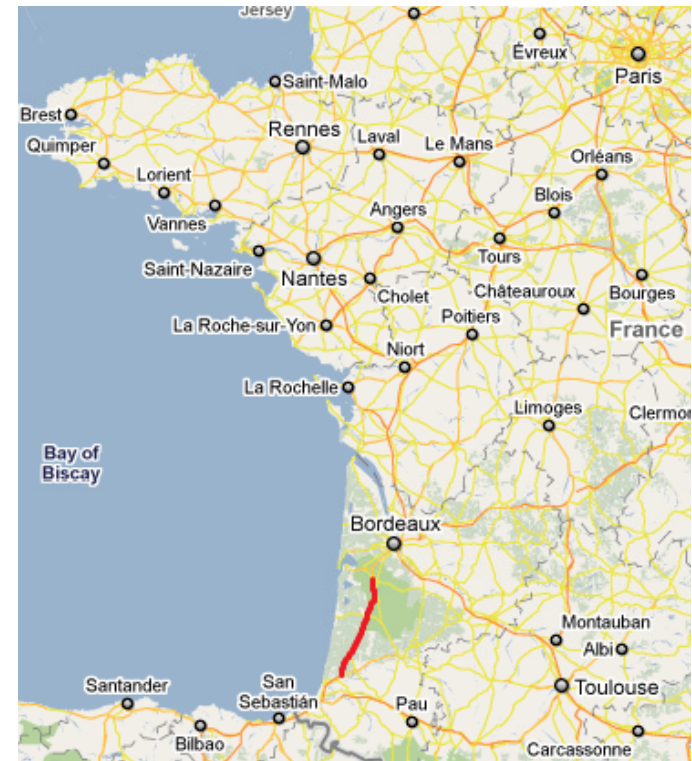 Jersey
Évreux
Paris
Saint-Malo
Brest
Rennes
Laval
Le Mans
Quimper
Orléans
Lorient
Blois
Vannes
Angers
Tours
Saint-Nazaire
Nantes
Cholet
Châteauroux
Bourges
La Roche-sur-Yon
Poitiers
France
Niort
La Rochelle
Limoges
Clermon
Bay of
Biscay
Bordeaux
Montauban
Albi
Santander
San
Sebastián
Toulouse
Pau
Bilbao
Carcassonne